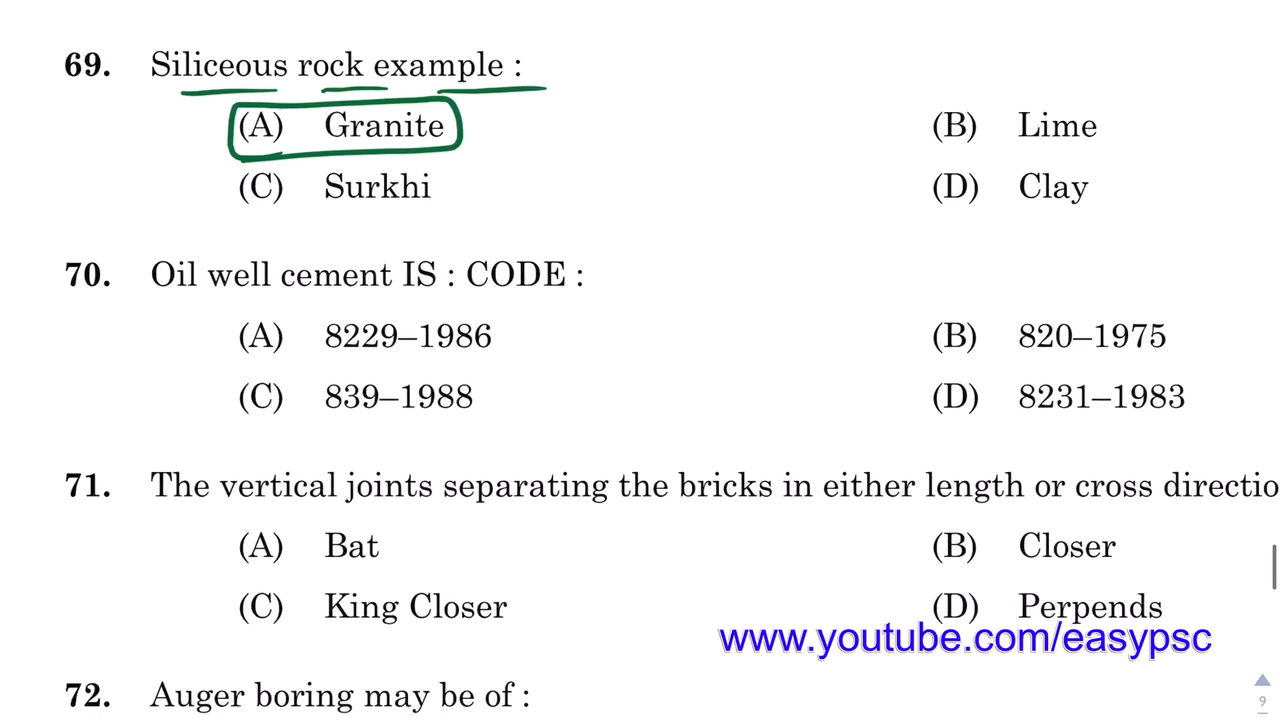 69. Siliceous rock example :
(A) Granite (B) Lime
(C) Surkhi (D) Clay
70. Oil well cement IS : CODE :
(A) 8229–1986 (B) 820–1975
(C) 839–1988 (D) 8231–1983
71. The vertical joints separating the bricks in either length or cross directio
(A) Bat (B) Closer
(C) King Closer (D) Perpends
www.youtube.com/easypsc
72. Auger boring may be of :
9